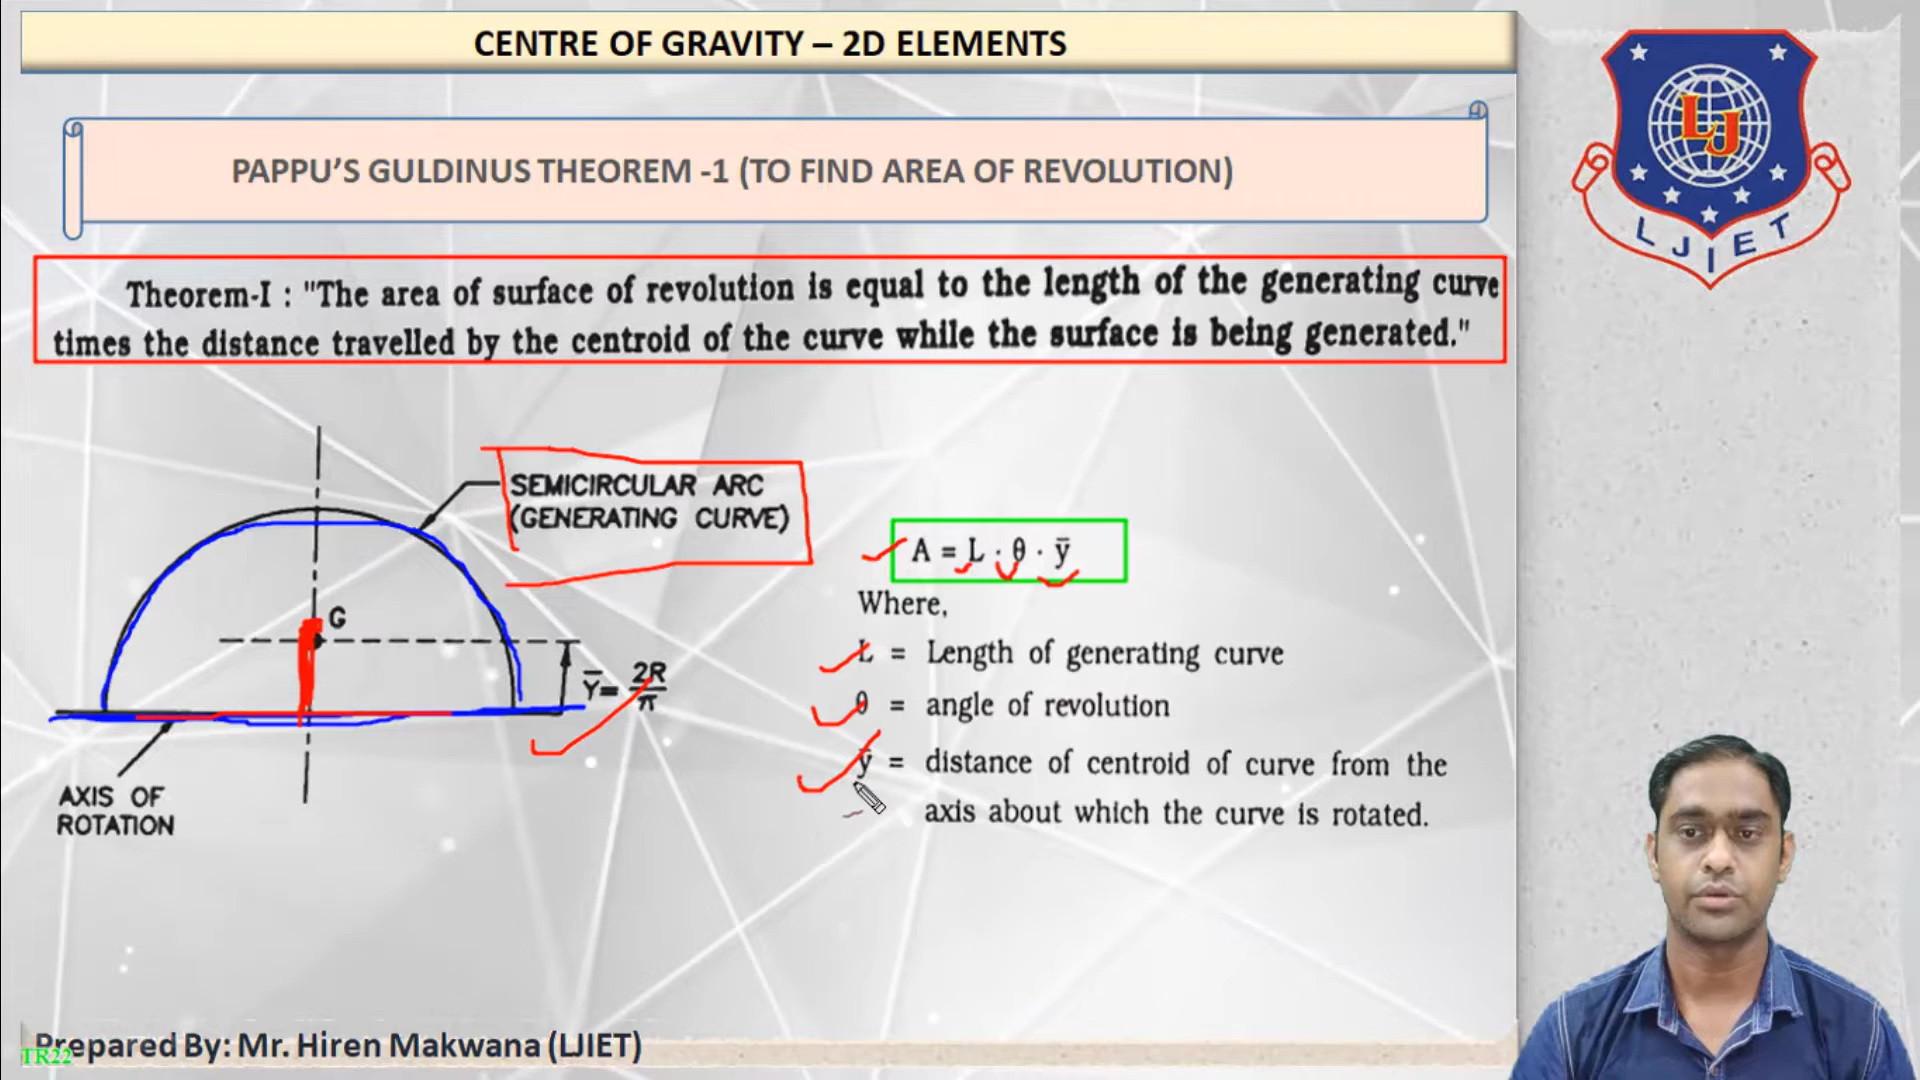 CENTRE OF GRAVITY – 2D ELEMENTS
PAPPU'S GULDINUS THEOREM -1 (TO FIND AREA OF REVOLUTION)
Theorem-I : "The area of surface of revolution is equal to the length of the generating curve
times the distance travelled by the centroid of the curve while the surface is being generated."
SEMICIRCULAR ARC
(GENERATING CURVE)
G
Y̅= 2R/π
AXIS OF
ROTATION
A = L · θ · y̅
Where,
L = Length of generating curve
θ = angle of revolution
y̅ = distance of centroid of curve from the
axis about which the curve is rotated.
Prepared By: Mr. Hiren Makwana (LJIET)
TR22
LJ
LJIET